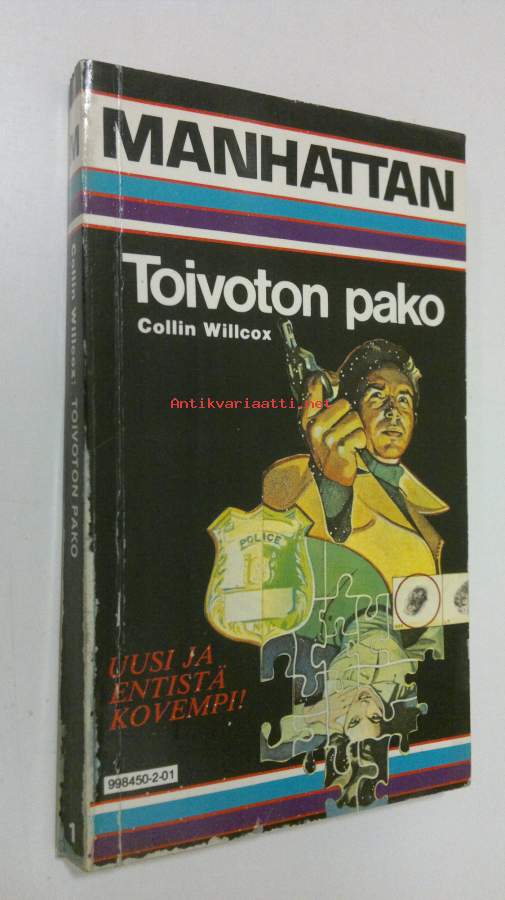 MANHATTAN
Toivoton pako
Collin Willcox
Antikvariaatti.net
POLICE
UUSI JA
ENTISTÄ
KOVEMPI!
998450-2-01
M
Collin Willcox: TOIVOTON PAKO
1